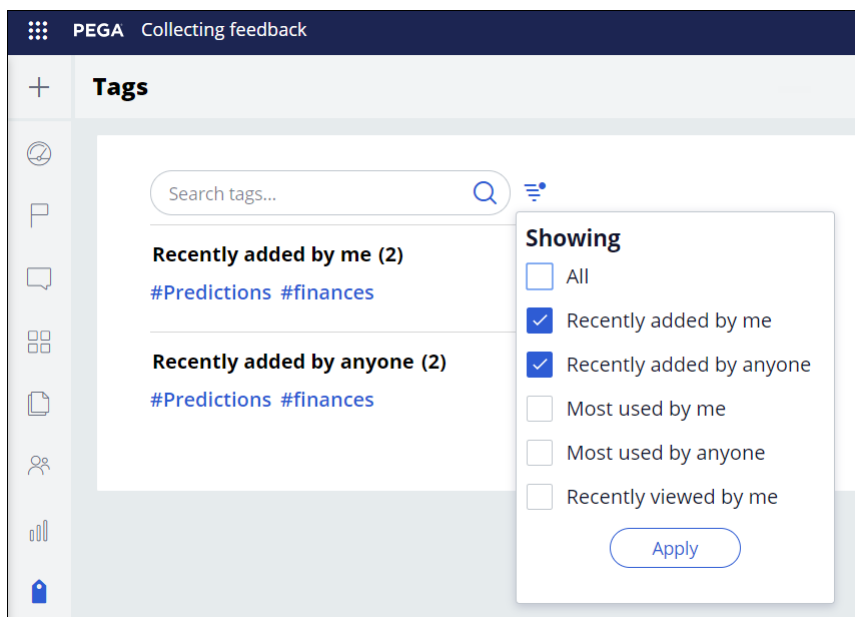 PEGA Collecting feedback
Tags
Search tags...
Recently added by me (2)
#Predictions #finances
Recently added by anyone (2)
#Predictions #finances
Showing
All
Recently added by me
Recently added by anyone
Most used by me
Most used by anyone
Recently viewed by me
Apply